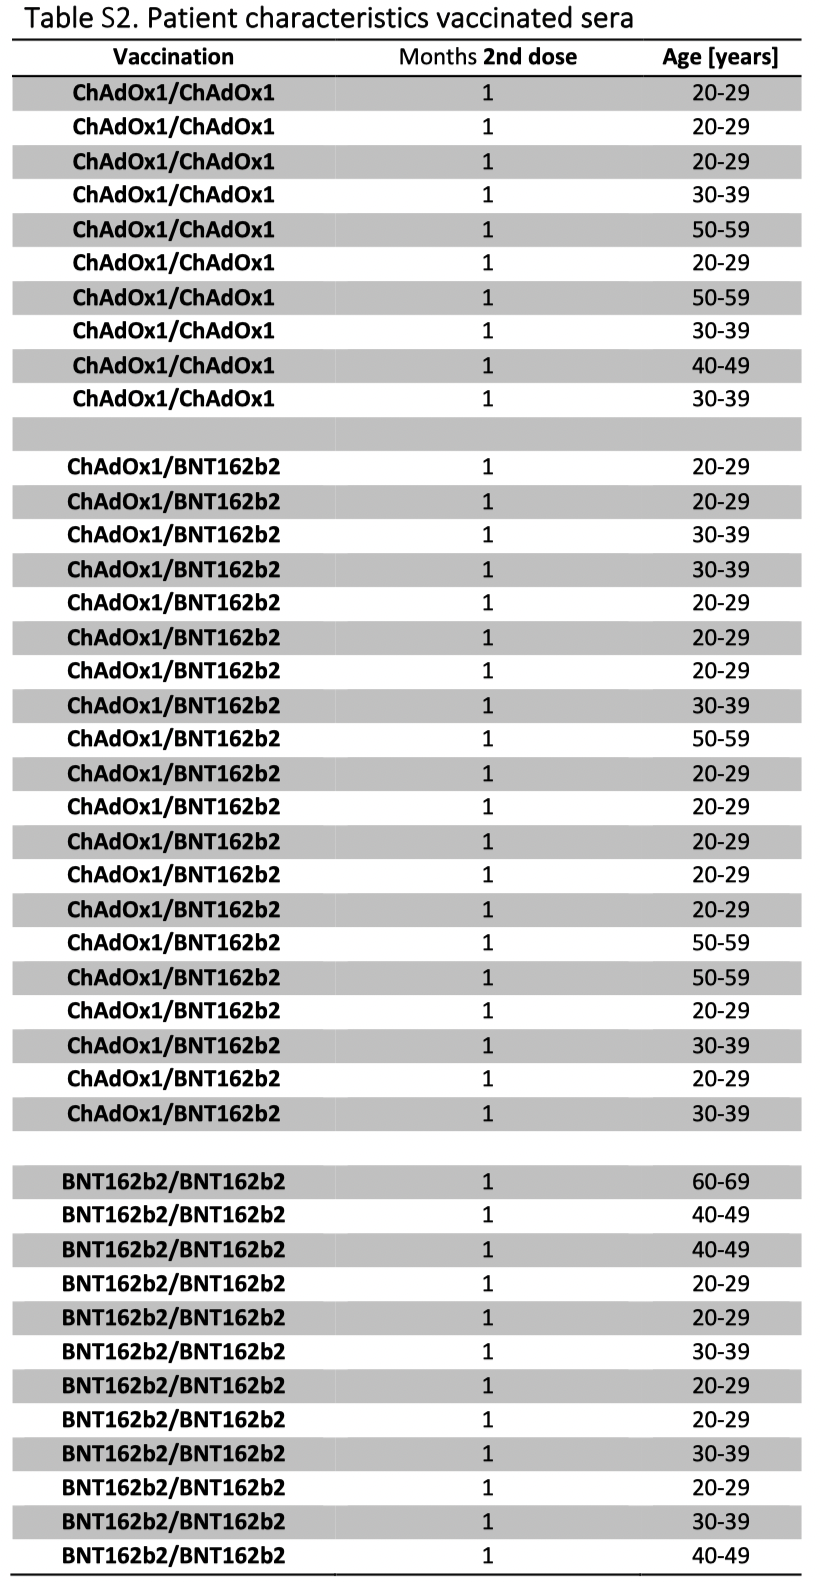 Table S2. Patient characteristics vaccinated sera
Vaccination Months 2nd dose Age [years]
ChAdOx1/ChAdOx1 1 20-29
ChAdOx1/ChAdOx1 1 20-29
ChAdOx1/ChAdOx1 1 20-29
ChAdOx1/ChAdOx1 1 30-39
ChAdOx1/ChAdOx1 1 50-59
ChAdOx1/ChAdOx1 1 20-29
ChAdOx1/ChAdOx1 1 50-59
ChAdOx1/ChAdOx1 1 30-39
ChAdOx1/ChAdOx1 1 40-49
ChAdOx1/ChAdOx1 1 30-39
ChAdOx1/BNT162b2 1 20-29
ChAdOx1/BNT162b2 1 20-29
ChAdOx1/BNT162b2 1 30-39
ChAdOx1/BNT162b2 1 30-39
ChAdOx1/BNT162b2 1 20-29
ChAdOx1/BNT162b2 1 20-29
ChAdOx1/BNT162b2 1 20-29
ChAdOx1/BNT162b2 1 30-39
ChAdOx1/BNT162b2 1 50-59
ChAdOx1/BNT162b2 1 20-29
ChAdOx1/BNT162b2 1 20-29
ChAdOx1/BNT162b2 1 20-29
ChAdOx1/BNT162b2 1 20-29
ChAdOx1/BNT162b2 1 20-29
ChAdOx1/BNT162b2 1 50-59
ChAdOx1/BNT162b2 1 50-59
ChAdOx1/BNT162b2 1 20-29
ChAdOx1/BNT162b2 1 30-39
ChAdOx1/BNT162b2 1 20-29
ChAdOx1/BNT162b2 1 30-39
BNT162b2/BNT162b2 1 60-69
BNT162b2/BNT162b2 1 40-49
BNT162b2/BNT162b2 1 40-49
BNT162b2/BNT162b2 1 20-29
BNT162b2/BNT162b2 1 20-29
BNT162b2/BNT162b2 1 30-39
BNT162b2/BNT162b2 1 20-29
BNT162b2/BNT162b2 1 20-29
BNT162b2/BNT162b2 1 30-39
BNT162b2/BNT162b2 1 20-29
BNT162b2/BNT162b2 1 30-39
BNT162b2/BNT162b2 1 40-49